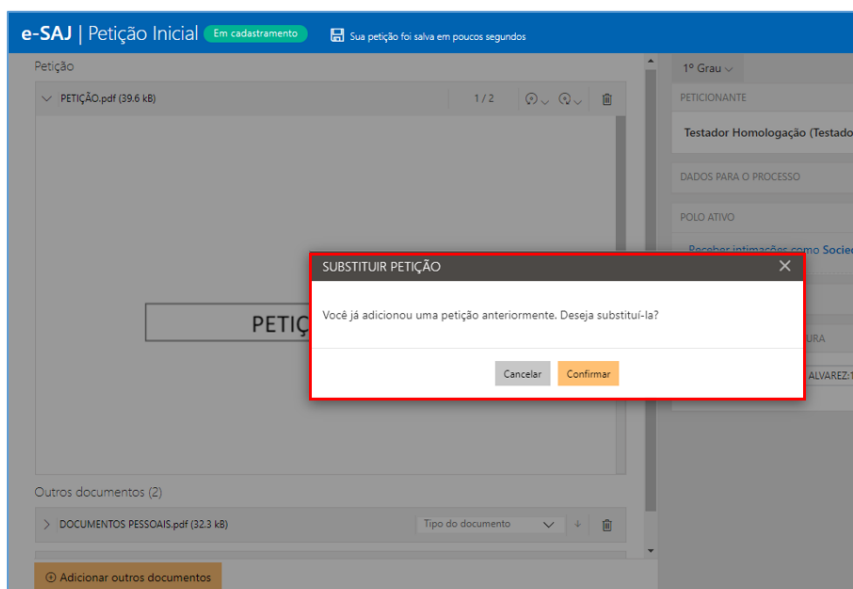 e-SAJ | Petição Inicial Em cadastramento Sua petição foi salva em poucos segundos
Petição
PETIÇÃO.pdf (39.6 kB) 1 / 2
1º Grau
PETICIONANTE
Testador Homologação (Testado
DADOS PARA O PROCESSO
POLO ATIVO
Receber intimações como Socied
SUBSTITUIR PETIÇÃO
Você já adicionou uma petição anteriormente. Deseja substituí-la?
PETIÇ
URA
Cancelar Confirmar
ALVAREZ:1
Outros documentos (2)
DOCUMENTOS PESSOAIS.pdf (32.3 kB) Tipo do documento
Adicionar outros documentos